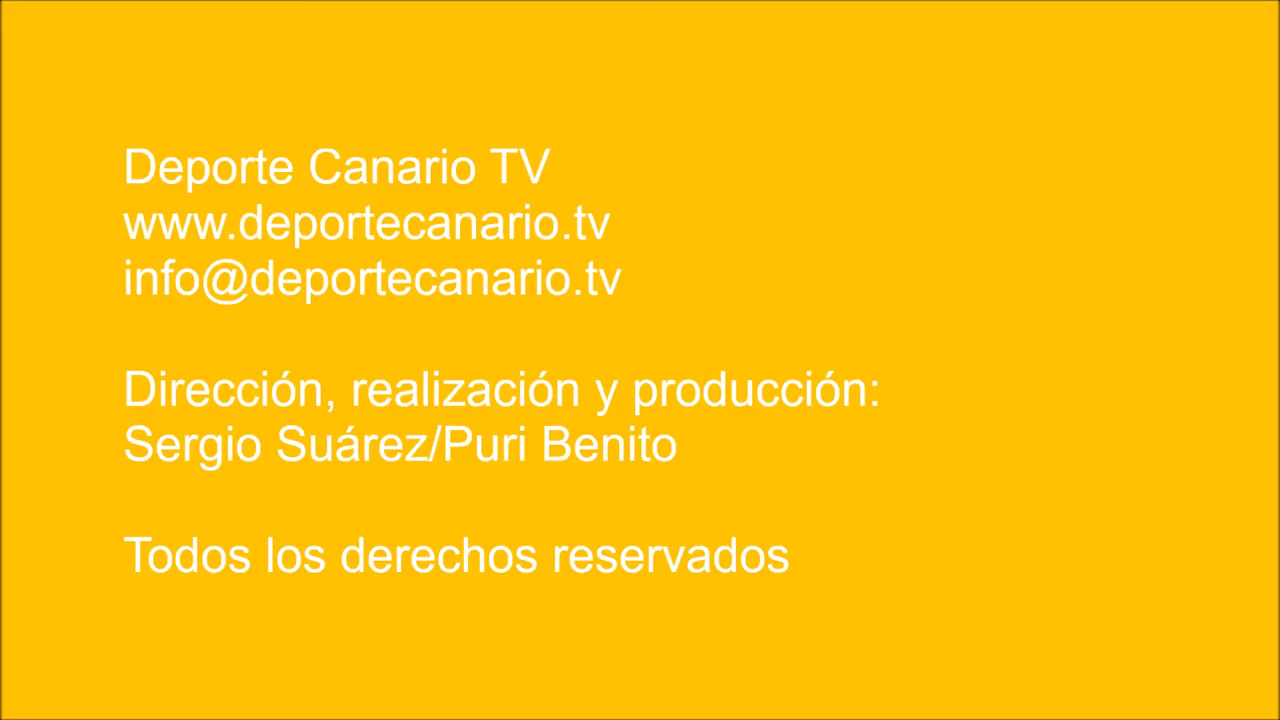 Deporte Canario TV
www.deportecanario.tv
info@deportecanario.tv
Dirección, realización y producción:
Sergio Suárez/Puri Benito
Todos los derechos reservados